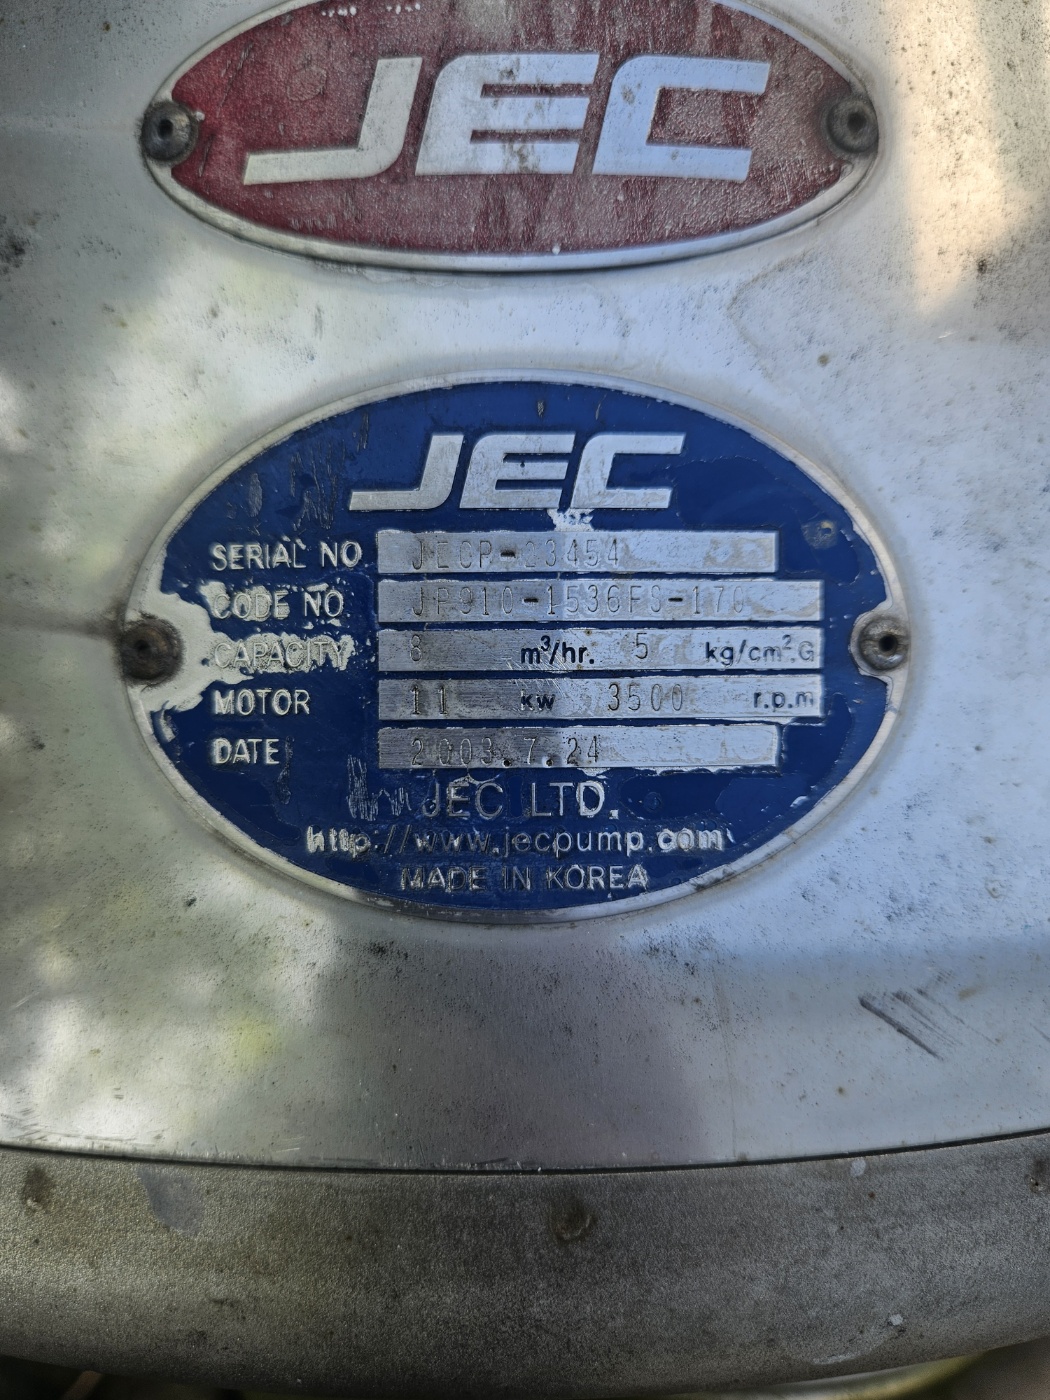 JEC
JEC
SERIAL NO JECP-23454
CODE NO JP910-1536FS-170
CAPACITY 8 m³/hr. 5 kg/cm².G
MOTOR 11 kw 3500 r.p.m
DATE 2003.7.24
JEC LTD.
http://www.jecpump.com
MADE IN KOREA